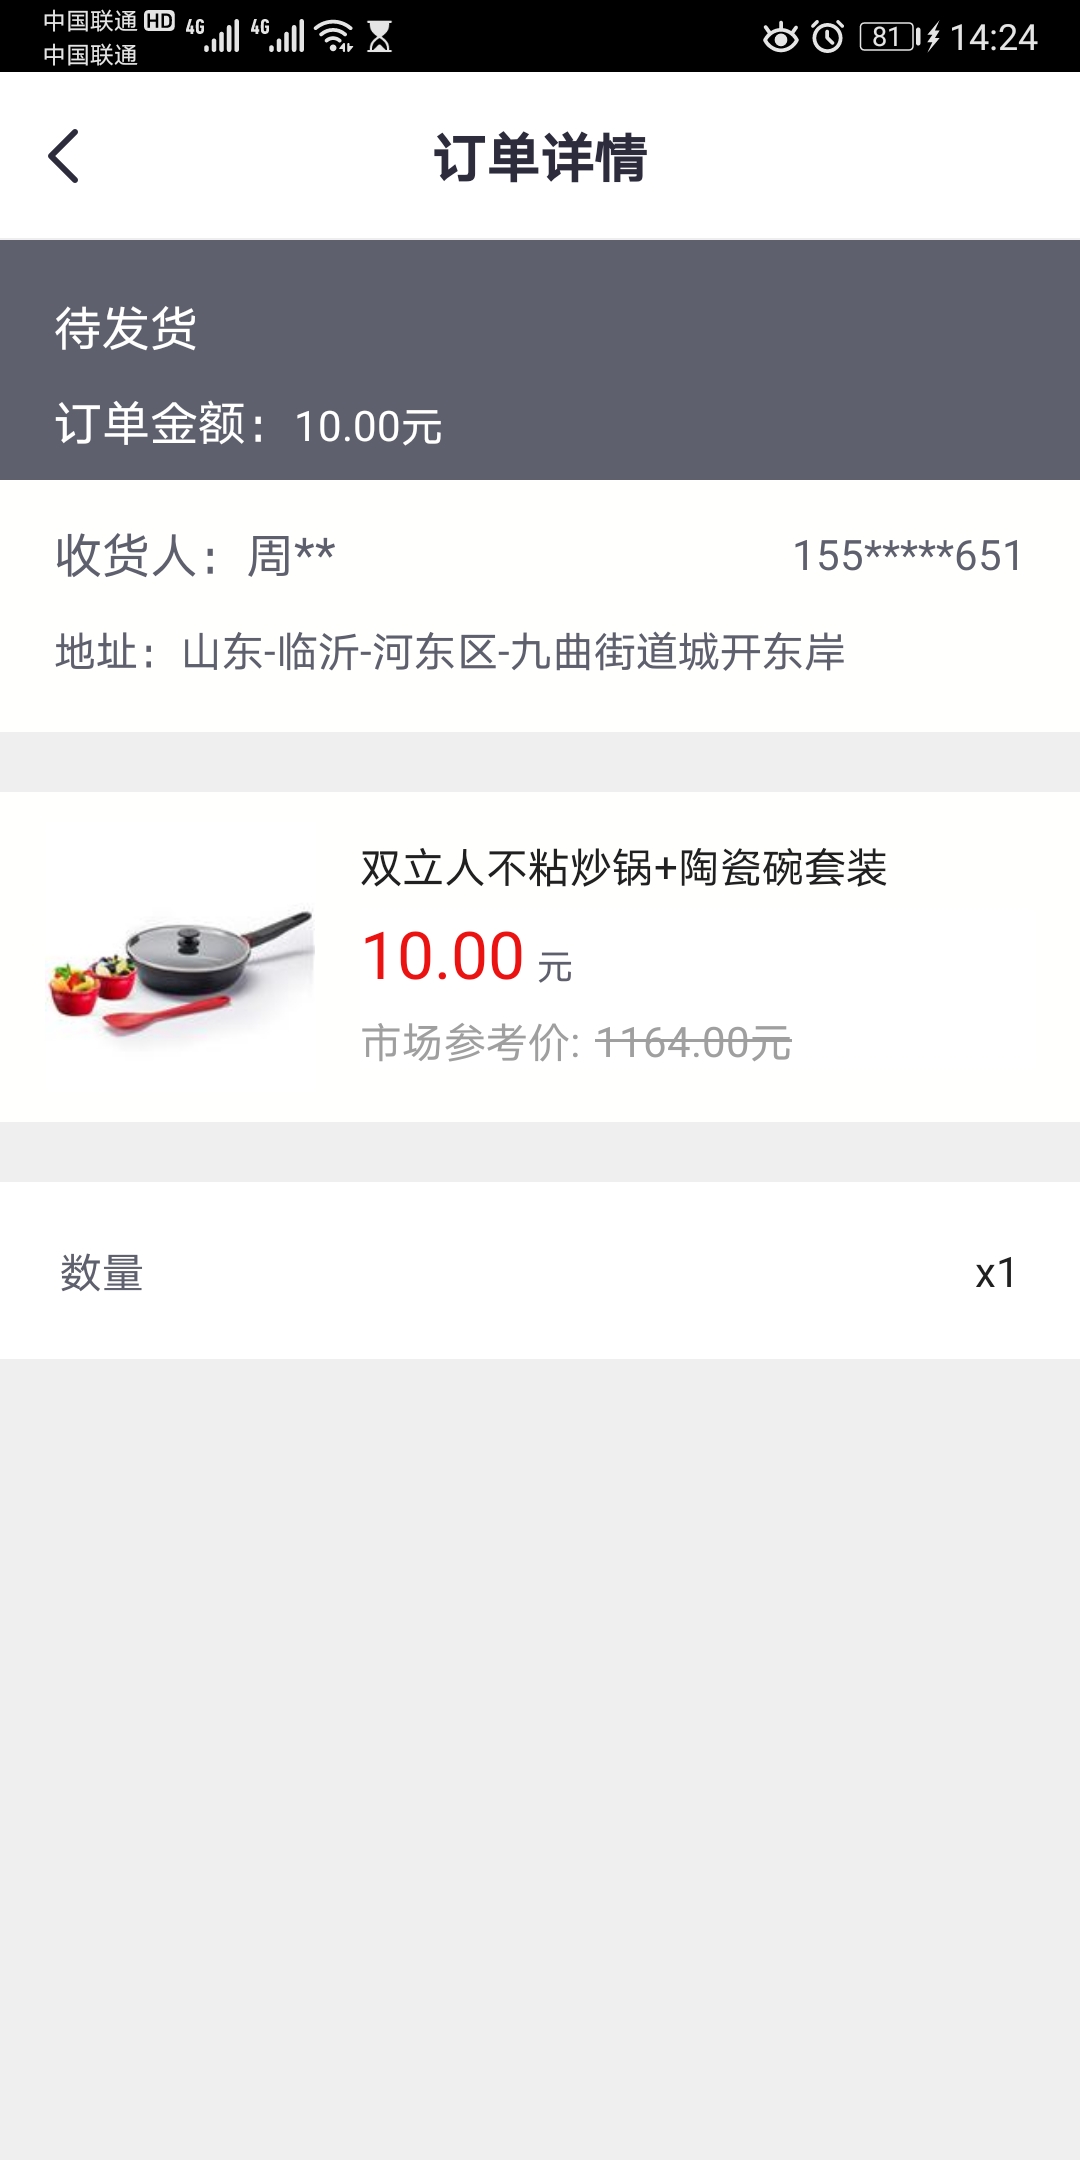 中国联通 HD 4G 4G 81 14:24
中国联通
订单详情
待发货
订单金额：10.00元
收货人：周** 155*****651
地址：山东-临沂-河东区-九曲街道城开东岸
双立人不粘炒锅+陶瓷碗套装
10.00 元
市场参考价: 1164.00元
数量 x1